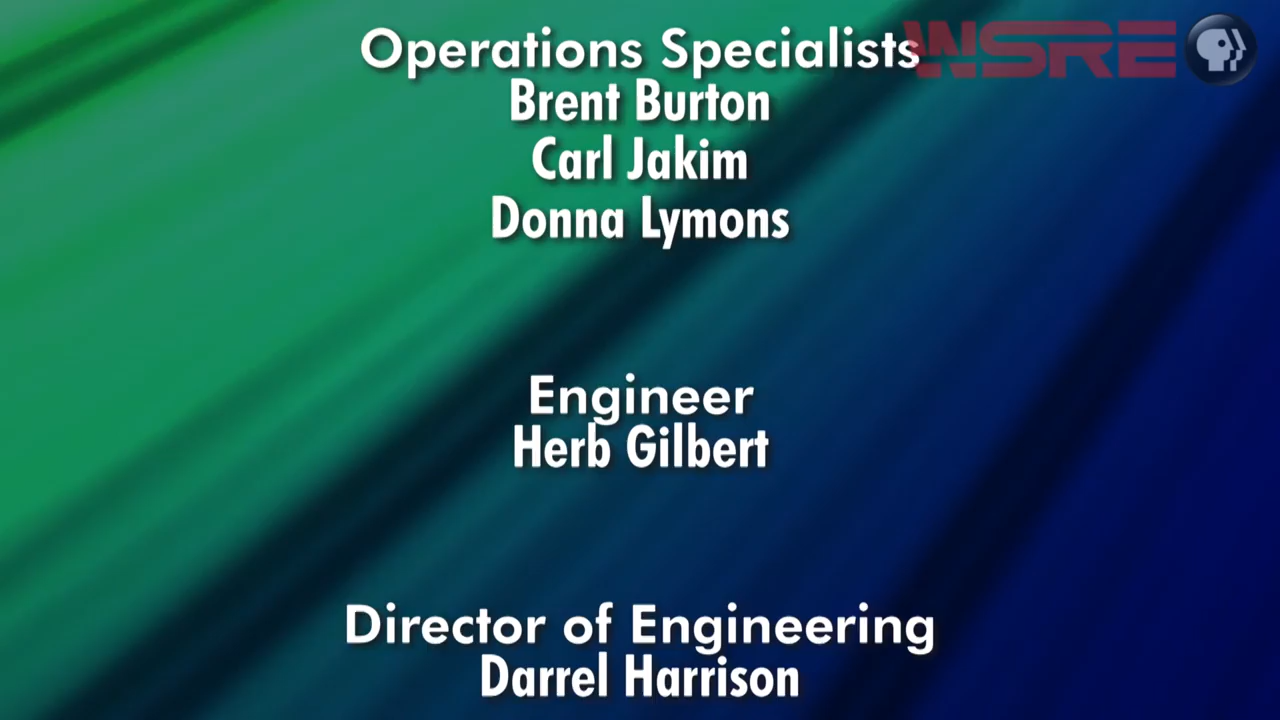 Operations Specialists
WSRE
Brent Burton
Carl Jakim
Donna Lymons
Engineer
Herb Gilbert
Director of Engineering
Darrel Harrison